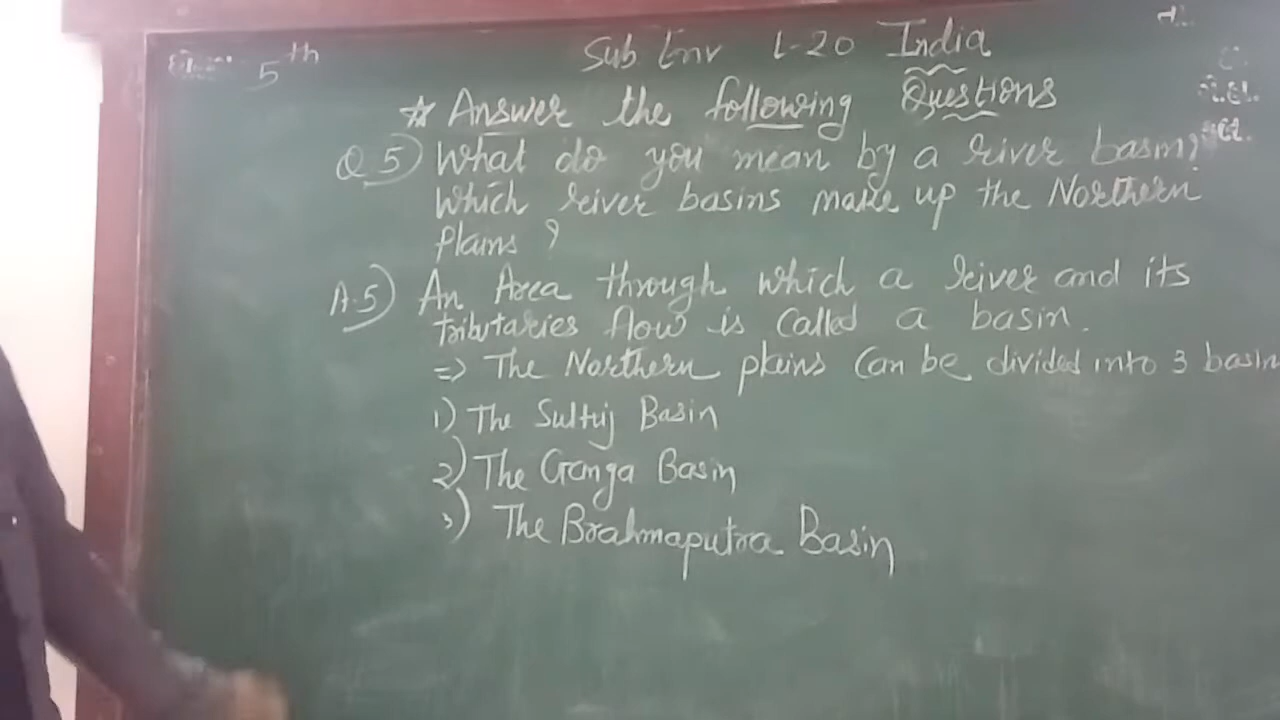 5th Sub Env L-20 India
☆ Answer the following Questions
Q.5) What do you mean by a river basin?
Which river basins make up the Northern
plains ?
A.5) An Area through which a river and its
tributaries flow is called a basin.
=> The Northern plains can be divided into 3 basin
1) The Sultuj Basin
2) The Ganga Basin
3) The Brahmaputra Basin